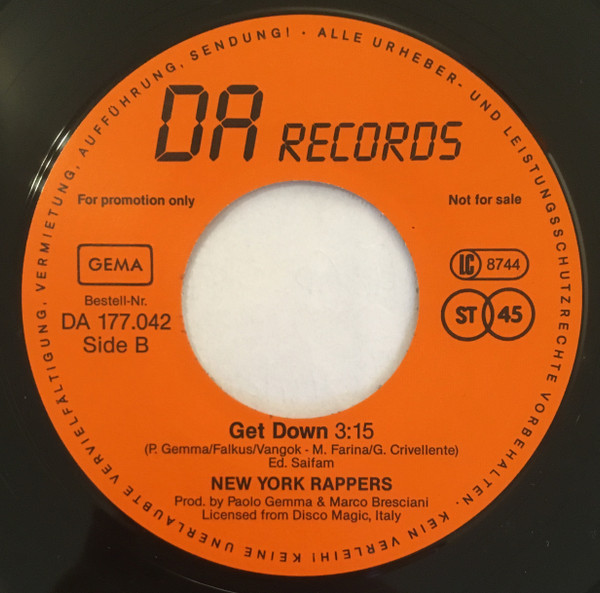 DA RECORDS
For promotion only
Not for sale
GEMA
LC 8744
Bestell-Nr.
DA 177.042
Side B
ST 45
Get Down 3:15
(P. Gemma/Falkus/Vangok - M. Farina/G. Crivellente)
Ed. Saifam
NEW YORK RAPPERS
Prod. by Paolo Gemma & Marco Bresciani
Licensed from Disco Magic, Italy
ALLE URHEBER- UND LEISTUNGSSCHUTZRECHTE VORBEHALTEN. KEIN VERLEIH! KEINE UNERLAUBTE VERVIELFÄLTIGUNG, VERMIETUNG, AUFFÜHRUNG, SENDUNG! ·